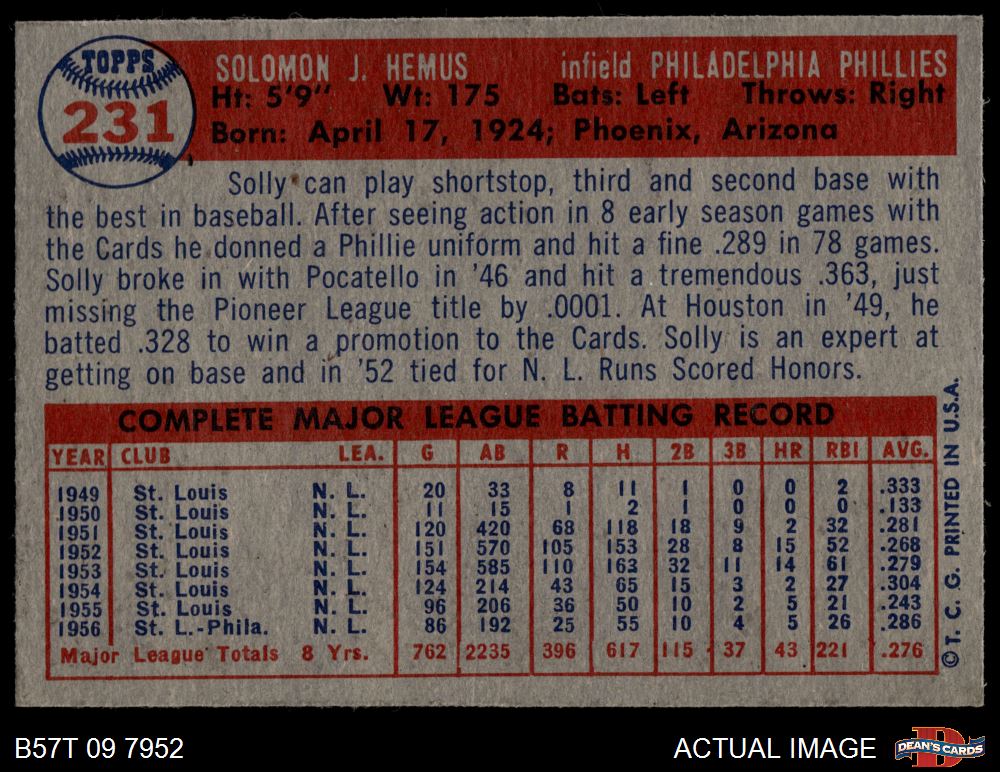 TOPPS
231
SOLOMON J. HEMUS infield PHILADELPHIA PHILLIES
Ht: 5'9" Wt: 175 Bats: Left Throws: Right
Born: April 17, 1924; Phoenix, Arizona
Solly can play shortstop, third and second base with
the best in baseball. After seeing action in 8 early season games with
the Cards he donned a Phillie uniform and hit a fine .289 in 78 games.
Solly broke in with Pocatello in '46 and hit a tremendous .363, just
missing the Pioneer League title by .0001. At Houston in '49, he
batted .328 to win a promotion to the Cards. Solly is an expert at
getting on base and in '52 tied for N. L. Runs Scored Honors.
COMPLETE MAJOR LEAGUE BATTING RECORD
YEAR CLUB LEA. G AB R H 2B 3B HR RBI AVG.
1949 St. Louis N. L. 20 33 8 11 1 0 0 2 .333
1950 St. Louis N. L. 11 15 1 2 1 0 0 0 .133
1951 St. Louis N. L. 120 420 68 118 18 9 2 32 .281
1952 St. Louis N. L. 151 570 105 153 28 8 15 52 .268
1953 St. Louis N. L. 154 585 110 163 32 11 14 61 .279
1954 St. Louis N. L. 124 214 43 65 15 3 2 27 .304
1955 St. Louis N. L. 96 206 36 50 10 2 5 21 .243
1956 St. L.-Phila. N. L. 86 192 25 55 10 4 5 26 .286
Major League Totals 8 Yrs. 762 2235 396 617 115 37 43 221 .276
© T. C. G. PRINTED IN U.S.A.
B57T 09 7952
ACTUAL IMAGE
DEAN'S CARDS